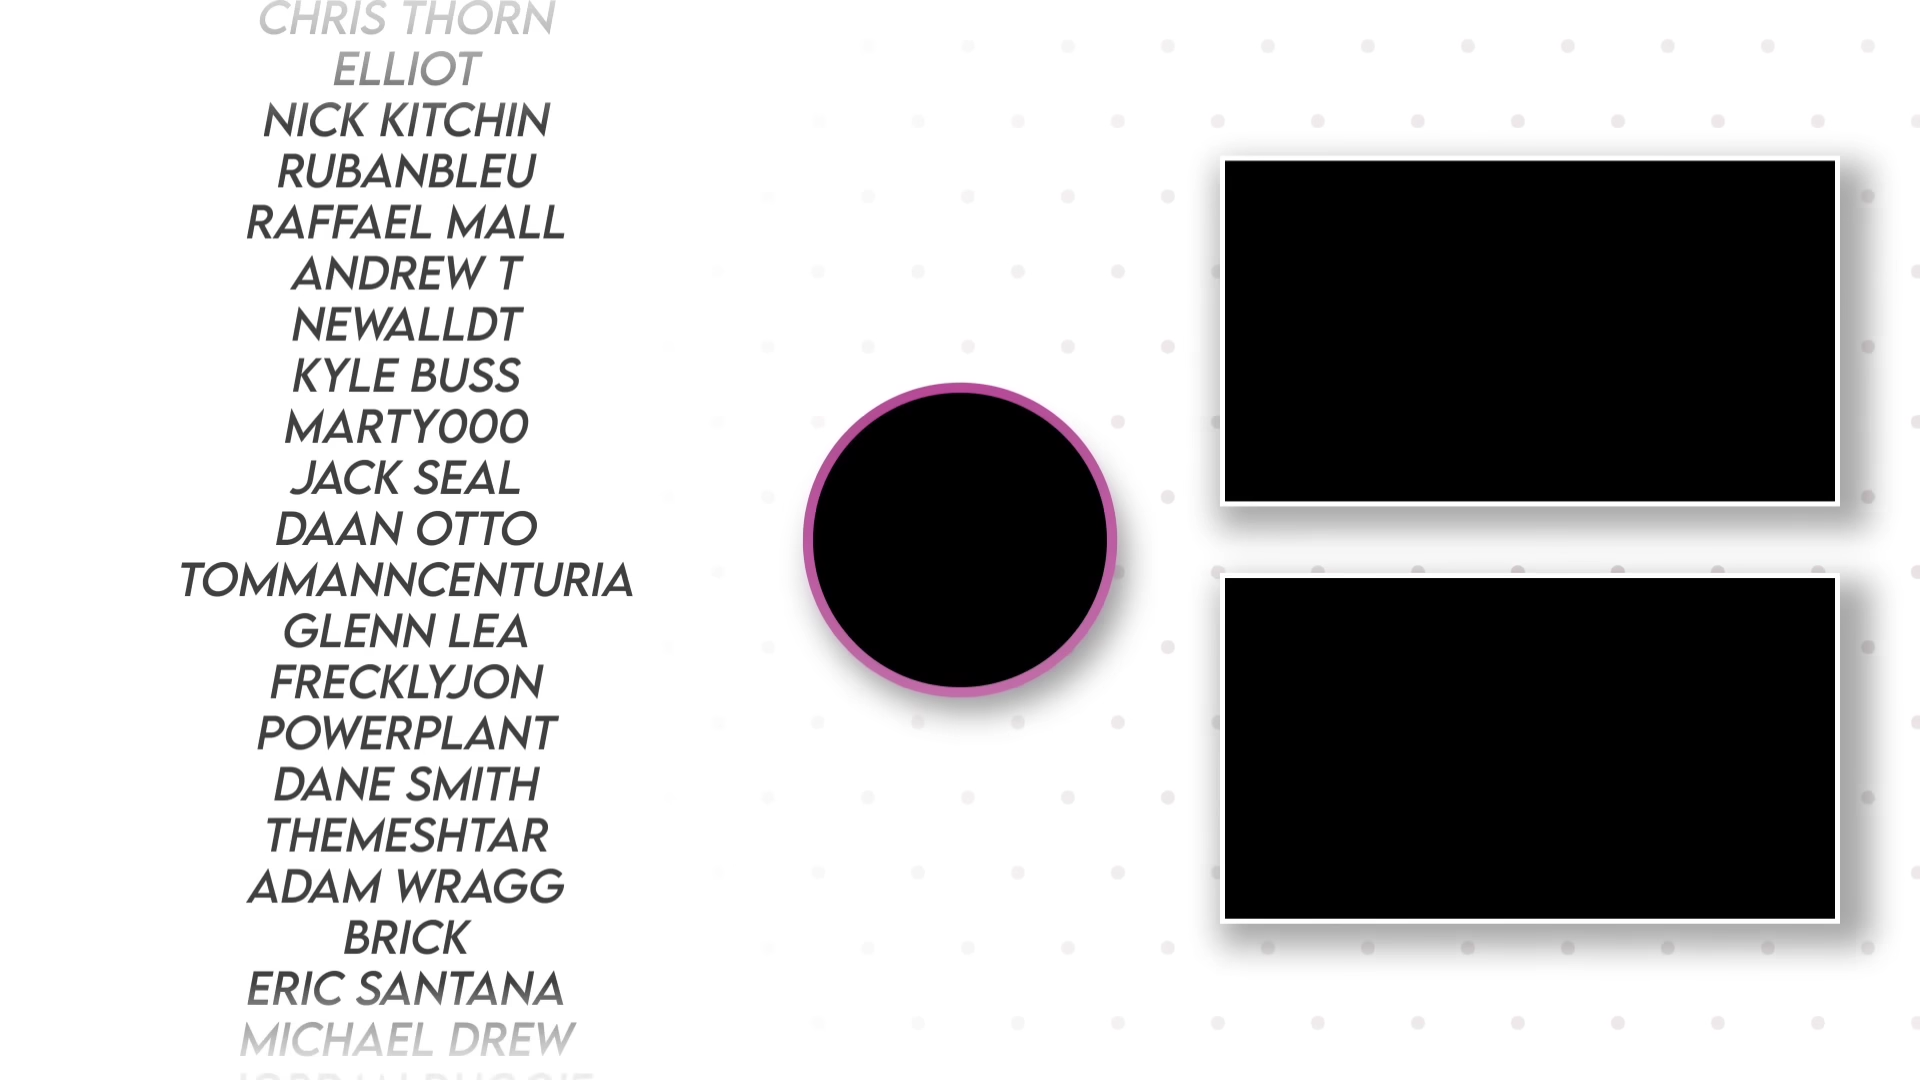 CHRIS THORN
ELLIOT
NICK KITCHIN
RUBANBLEU
RAFFAEL MALL
ANDREW T
NEWALLDT
KYLE BUSS
MARTY000
JACK SEAL
DAAN OTTO
TOMMANNCENTURIA
GLENN LEA
FRECKLYJON
POWERPLANT
DANE SMITH
THEMESHTAR
ADAM WRAGG
BRICK
ERIC SANTANA
MICHAEL DREW